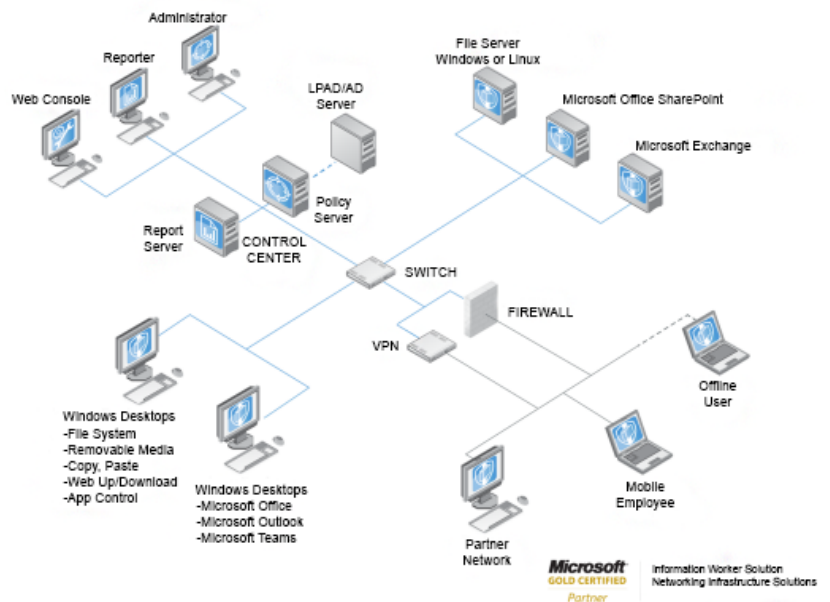 Administrator
Reporter
Web Console
LPAD/AD
Server
File Server
Windows or Linux
Microsoft Office SharePoint
Microsoft Exchange
Policy
Server
Report
Server
CONTROL
CENTER
SWITCH
FIREWALL
VPN
Offline
User
Windows Desktops
-File System
-Removable Media
-Copy, Paste
-Web Up/Download
-App Control
Windows Desktops
-Microsoft Office
-Microsoft Outlook
-Microsoft Teams
Mobile
Employee
Partner
Network
Microsoft
GOLD CERTIFIED
Partner
Information Worker Solution
Networking Infrastructure Solutions